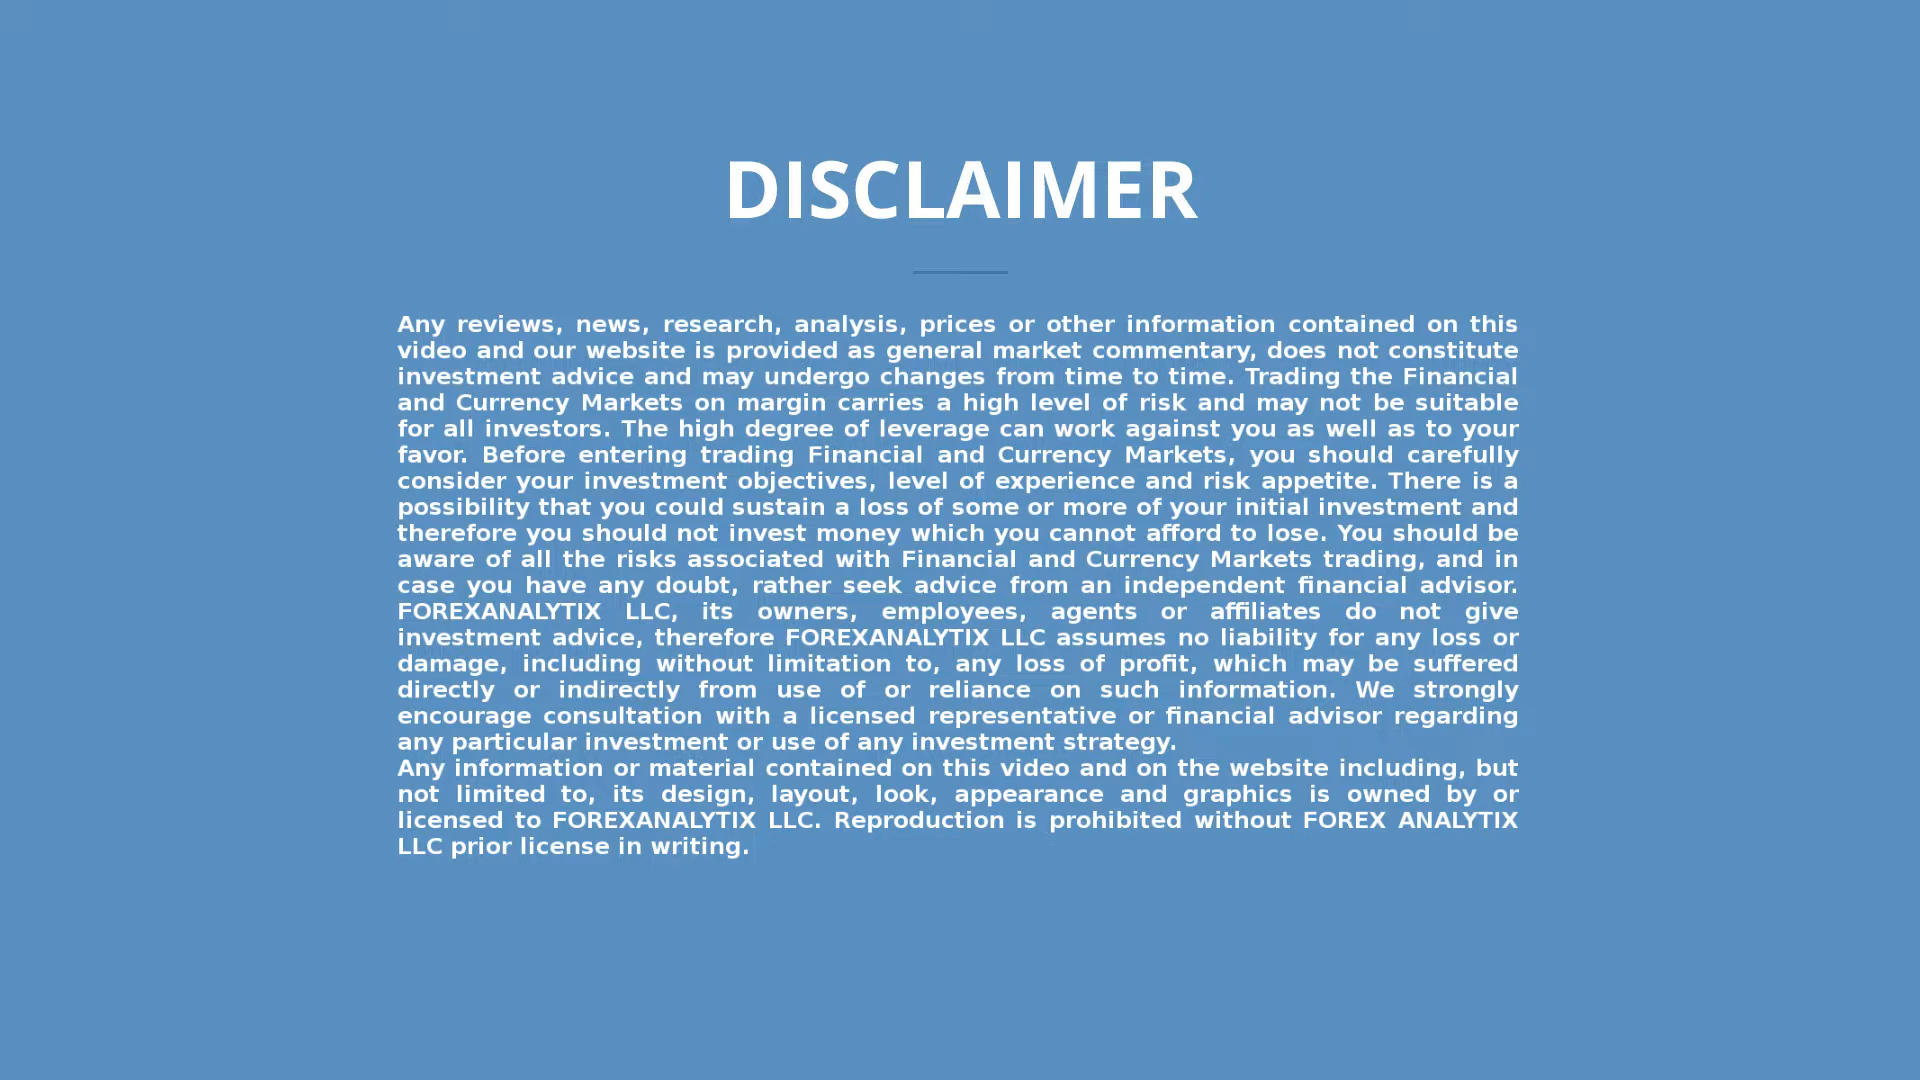 DISCLAIMER
Any reviews, news, research, analysis, prices or other information contained on this
video and our website is provided as general market commentary, does not constitute
investment advice and may undergo changes from time to time. Trading the Financial
and Currency Markets on margin carries a high level of risk and may not be suitable
for all investors. The high degree of leverage can work against you as well as to your
favor. Before entering trading Financial and Currency Markets, you should carefully
consider your investment objectives, level of experience and risk appetite. There is a
possibility that you could sustain a loss of some or more of your initial investment and
therefore you should not invest money which you cannot afford to lose. You should be
aware of all the risks associated with Financial and Currency Markets trading, and in
case you have any doubt, rather seek advice from an independent financial advisor.
FOREXANALYTIX LLC, its owners, employees, agents or affiliates do not give
investment advice, therefore FOREXANALYTIX LLC assumes no liability for any loss or
damage, including without limitation to, any loss of profit, which may be suffered
directly or indirectly from use of or reliance on such information. We strongly
encourage consultation with a licensed representative or financial advisor regarding
any particular investment or use of any investment strategy.
Any information or material contained on this video and on the website including, but
not limited to, its design, layout, look, appearance and graphics is owned by or
licensed to FOREXANALYTIX LLC. Reproduction is prohibited without FOREX ANALYTIX
LLC prior license in writing.